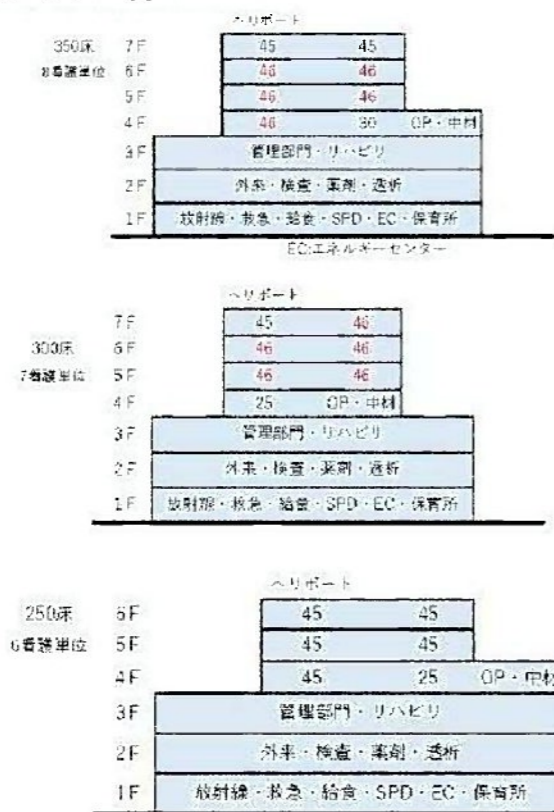 ヘリポート
350床 7F 45 45
8看護単位 6F 46 46
5F 46 46
4F 46 30 OP・中材
3F 管理部門・リハビリ
2F 外来・検査・薬剤・透析
1F 放射線・救急・給食・SPD・EC・保育所
EC:エネルギーセンター
ヘリポート
7F 45 46
300床 6F 46 46
7看護単位 5F 46 46
4F 25 OP・中材
3F 管理部門・リハビリ
2F 外来・検査・薬剤・透析
1F 放射線・救急・給食・SPD・EC・保育所
ヘリポート
250床 6F 45 45
6看護単位 5F 45 45
4F 45 25 OP・中材
3F 管理部門・リハビリ
2F 外来・検査・薬剤・透析
1F 放射線・救急・給食・SPD・EC・保育所